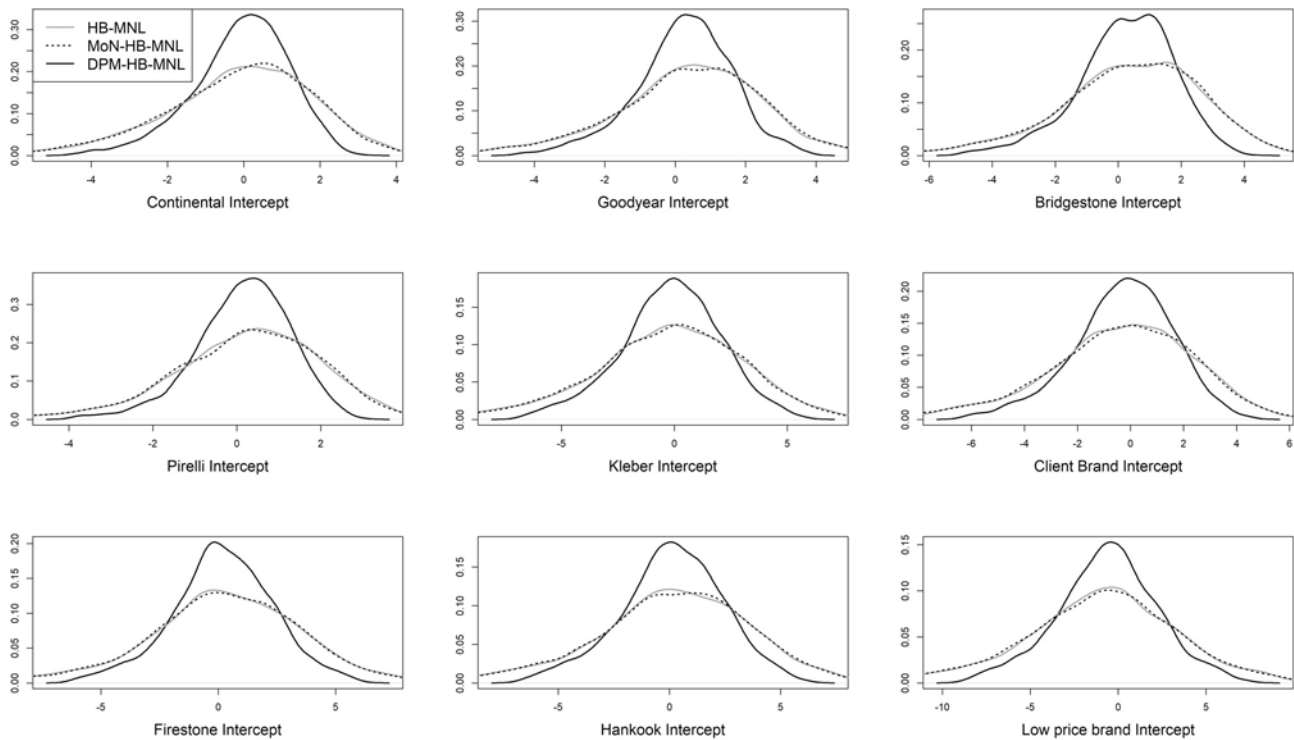 HB-MNL
MoN-HB-MNL
DPM-HB-MNL
0.00 0.10 0.20 0.30
-4 -2 0 2 4
Continental Intercept
0.00 0.10 0.20 0.30
-4 -2 0 2 4
Goodyear Intercept
0.00 0.10 0.20
-6 -4 -2 0 2 4
Bridgestone Intercept
0.0 0.1 0.2 0.3
-4 -2 0 2
Pirelli Intercept
0.00 0.05 0.10 0.15
-5 0 5
Kleber Intercept
0.00 0.05 0.10 0.15 0.20
-6 -4 -2 0 2 4 6
Client Brand Intercept
0.00 0.05 0.10 0.15 0.20
-5 0 5
Firestone Intercept
0.00 0.05 0.10 0.15
-5 0 5
Hankook Intercept
0.00 0.05 0.10 0.15
-10 -5 0 5
Low price brand Intercept